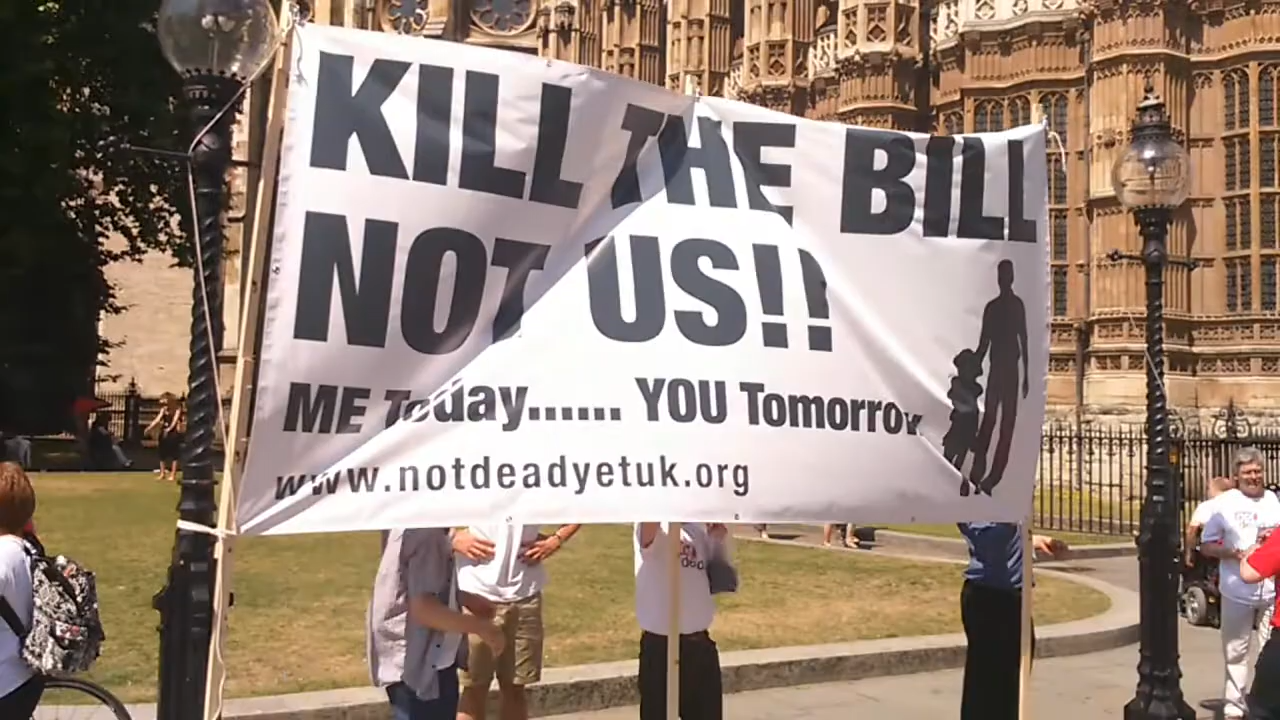 KILL THE BILL
NOT US!!
ME Today...... YOU Tomorrow
www.notdeadyetuk.org